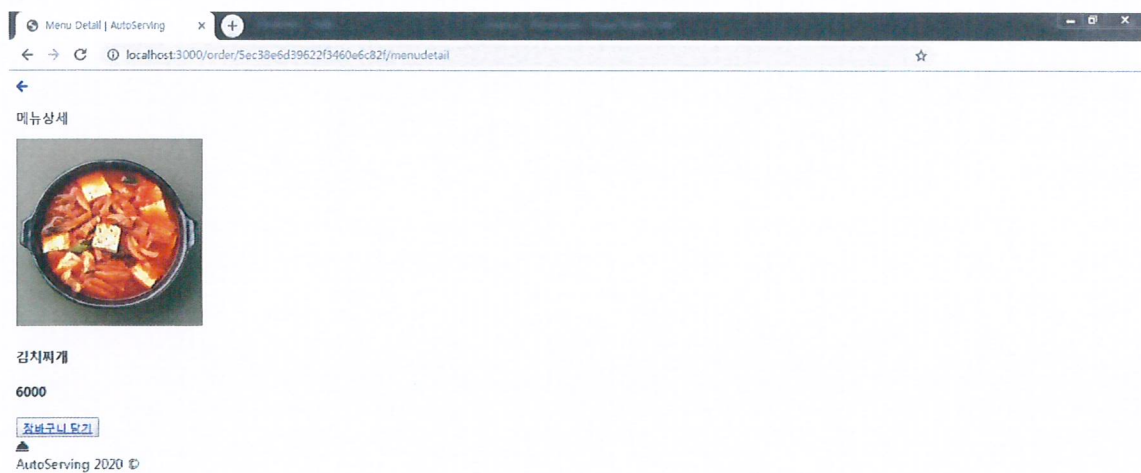 Menu Detail | AutoServing
localhost:3000/order/5ec38e6d39622f3460e6c82f/menudetail
메뉴상세
김치찌개
6000
장바구니 담기
AutoServing 2020 ©